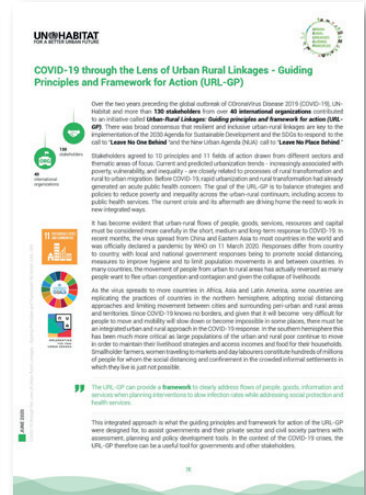 UN-HABITAT
FOR A BETTER URBAN FUTURE
COVID-19 through the Lens of Urban Rural Linkages - Guiding
Principles and Framework for Action (URL-GP)
Over the two years preceding the global outbreak of COronaVirus Disease 2019 (COVID-19), UN-
Habitat and more than 130 stakeholders from over 40 international organizations contributed
to an initiative called Urban-Rural Linkages: Guiding principles and framework for action (URL-
GP). There was broad consensus that resilient and inclusive urban-rural linkages are key to the
implementation of the 2030 Agenda for Sustainable Development and the SDGs to respond to the
call to "Leave No One Behind "and the New Urban Agenda (NUA) call to "Leave No Place Behind."
130
stakeholders
40
international
organizations
Stakeholders agreed to 10 principles and 11 fields of action drawn from different sectors and
thematic areas of focus. Current and predicted urbanization trends - increasingly associated with
poverty, vulnerability, and inequality - are closely related to processes of rural transformation and
rural to urban migration. Before COVID-19, rapid urbanization and rural transformation had already
generated an acute public health concern. The goal of the URL-GP is to balance strategies and
policies to reduce poverty and inequality across the urban-rural continuum, including access to
public health services. The current crisis and its aftermath are driving home the need to work in
new integrated ways.
11
It has become evident that urban-rural flows of people, goods, services, resources and capital
must be considered more carefully in the short, medium and long-term response to COVID-19. In
recent months, the virus spread from China and Eastern Asia to most countries in the world and
was officially declared a pandemic by WHO on 11 March 2020. Responses differ from country
to country with local and national government responses being to promote social distancing,
measures to improve hygiene and to limit population movements in and between countries. In
many countries, the movement of people from urban to rural areas has actually reversed as many
people want to flee urban congestion and contagion and given the collapse of livelihoods.
As the virus spreads to more countries in Africa, Asia and Latin America, some countries are
replicating the practices of countries in the northern hemisphere, adopting social distancing
approaches and limiting movement between cities and surrounding peri-urban and rural areas
and territories. Since COVID-19 knows no borders, and given that it will become very difficult for
people to move and mobility will slow down or become impossible in some places, there must be
an integrated urban and rural approach in the COVID-19 response. In the southern hemisphere this
has been much more critical as large populations of the urban and rural poor continue to move
in order to maintain their livelihood strategies and access incomes and food for their households.
Smallholder farmers, women traveling to markets and day labourers constitute hundreds of millions
of people for whom the social distancing and confinement in the crowded informal settlements in
which they live is just not possible.
The URL-GP can provide a framework to clearly address flows of people, goods, information and
services when planning interventions to slow infection rates while addressing social protection and
health services.
This integrated approach is what the guiding principles and framework for action of the URL-GP
were designed for, to assist governments and their private sector and civil society partners with
assessment, planning and policy development tools. In the context of the COVID-19 crises, the
URL-GP therefore can be a useful tool for governments and other stakeholders.
JUNE 2020